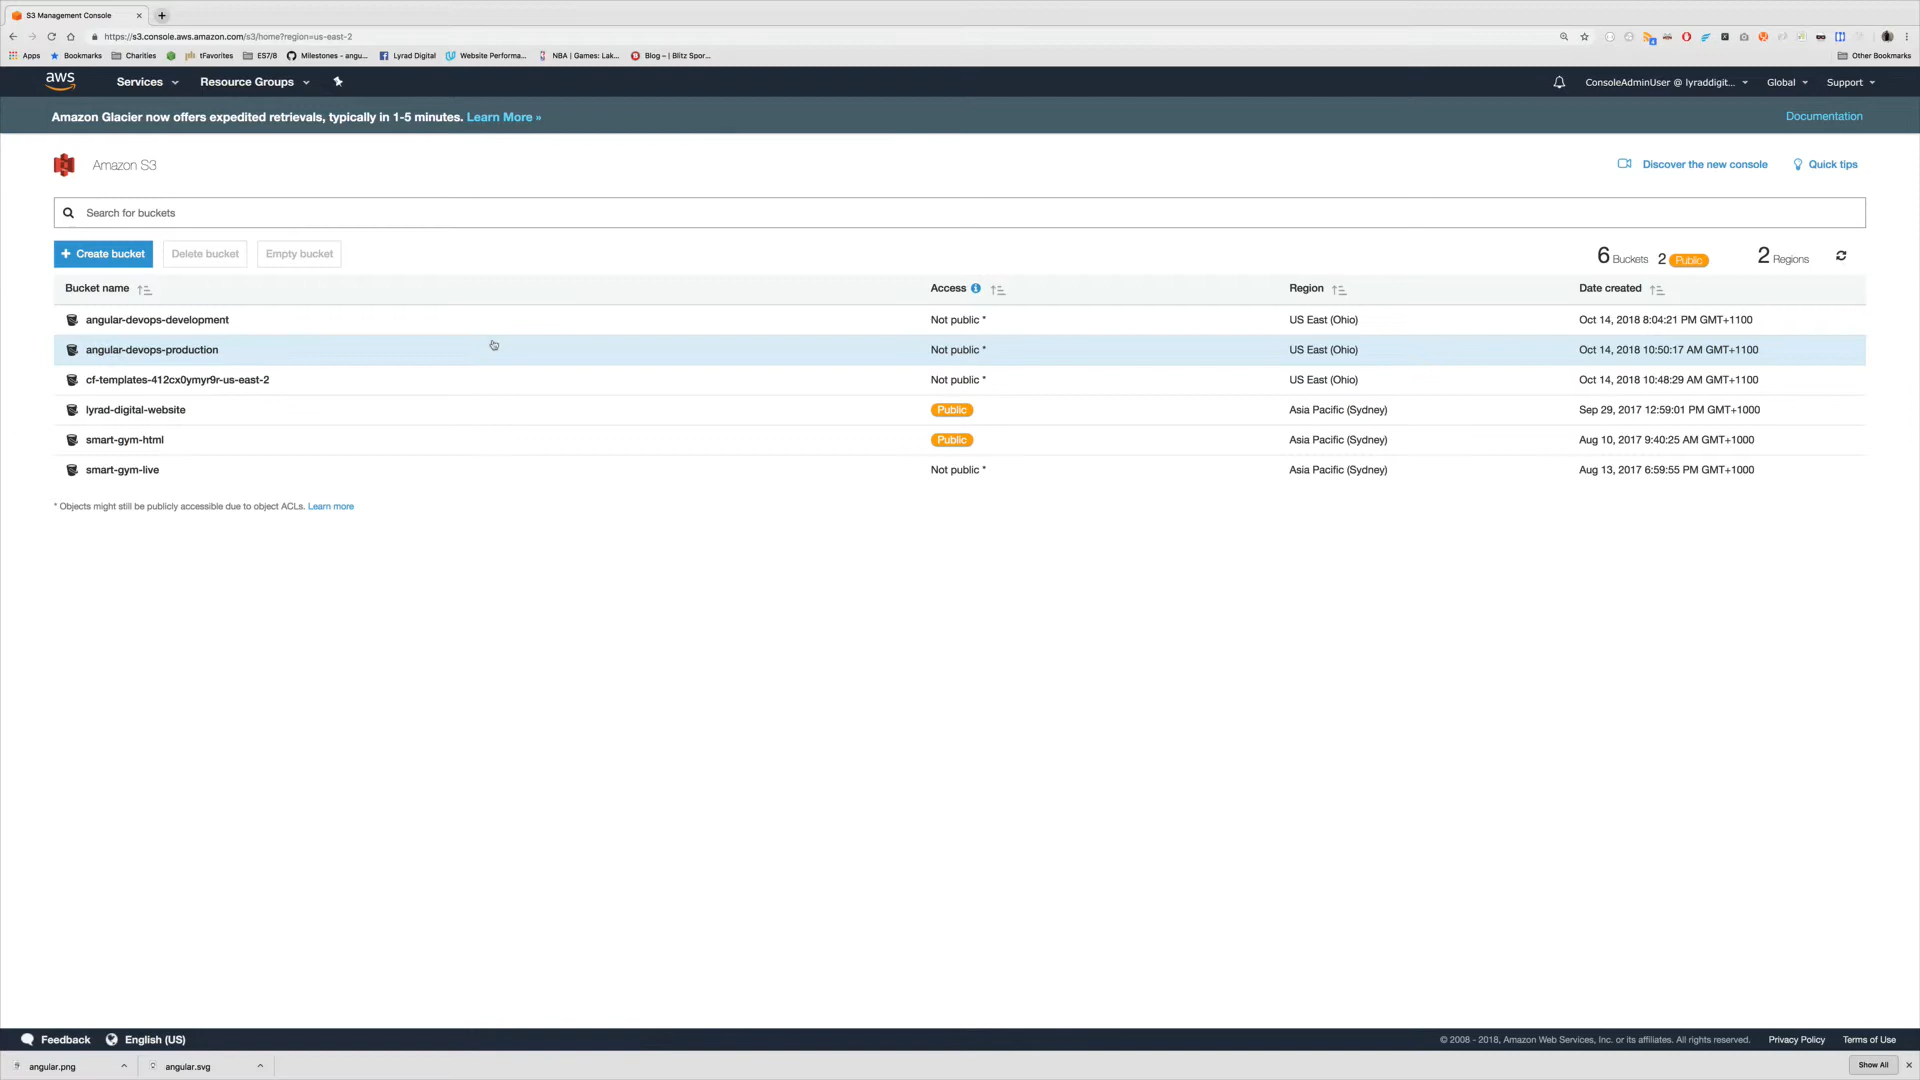 S3 Management Console
https://s3.console.aws.amazon.com/s3/home?region=us-east-2
Apps Bookmarks Charities tFavorites ES7/8 Milestones - angu... Lyrad Digital Website Performa... NBA | Games: Lak... Blog – | Blitz Spor... Other Bookmarks
aws Services Resource Groups ConsoleAdminUser @ lyraddigit... Global Support
Amazon Glacier now offers expedited retrievals, typically in 1-5 minutes. Learn More » Documentation
Amazon S3 Discover the new console Quick tips
Search for buckets
+ Create bucket Delete bucket Empty bucket 6 Buckets 2 Public 2 Regions
Bucket name Access Region Date created
angular-devops-development Not public * US East (Ohio) Oct 14, 2018 8:04:21 PM GMT+1100
angular-devops-production Not public * US East (Ohio) Oct 14, 2018 10:50:17 AM GMT+1100
cf-templates-412cx0ymyr9r-us-east-2 Not public * US East (Ohio) Oct 14, 2018 10:48:29 AM GMT+1100
lyrad-digital-website Public Asia Pacific (Sydney) Sep 29, 2017 12:59:01 PM GMT+1000
smart-gym-html Public Asia Pacific (Sydney) Aug 10, 2017 9:40:25 AM GMT+1000
smart-gym-live Not public * Asia Pacific (Sydney) Aug 13, 2017 6:59:55 PM GMT+1000
* Objects might still be publicly accessible due to object ACLs. Learn more
Feedback English (US) © 2008 - 2018, Amazon Web Services, Inc. or its affiliates. All rights reserved. Privacy Policy Terms of Use
angular.png angular.svg Show All